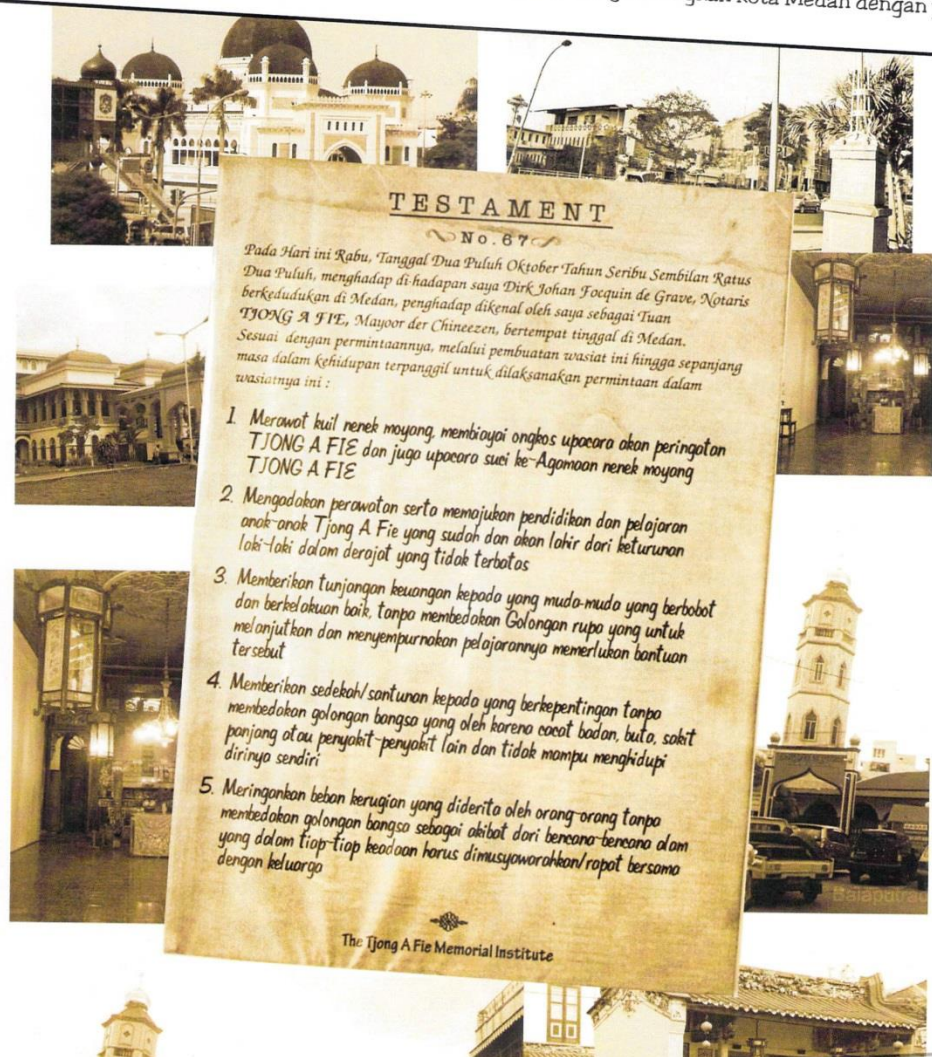 Kota Medan dengan
TESTAMENT
No.67
Pada Hari ini Rabu, Tanggal Dua Puluh Oktober Tahun Seribu Sembilan Ratus
Dua Puluh, menghadap di-hadapan saya Dirk Johan Focquin de Grave, Notaris
berkedudukan di Medan, penghadap dikenal oleh saya sebagai Tuan
TJONG A FIE, Mayoor der Chineezen, bertempat tinggal di Medan.
Sesuai dengan permintaannya, melalui pembuatan wasiat ini hingga sepanjang
masa dalam kehidupan terpanggil untuk dilaksanakan permintaan dalam
wasiatnya ini :
1. Merawat kuil nenek moyang, membiayai ongkos upacara akan peringatan
TJONG A FIE dan juga upacara suci ke-Agamaan nenek moyang
TJONG A FIE
2. Mengadakan perawatan serta memajukan pendidikan dan pelajaran
anak-anak Tjong A Fie yang sudah dan akan lahir dari keturunan
laki-laki dalam derajat yang tidak terbatas
3. Memberikan tunjangan keuangan kepada yang muda-muda yang berbobot
dan berkelakuan baik, tanpa membedakan Golongan rupa yang untuk
melanjutkan dan menyempurnakan pelajarannya memerlukan bantuan
tersebut
4. Memberikan sedekah/santunan kepada yang berkepentingan tanpa
membedakan golongan bangsa yang oleh karena cacat badan, buta, sakit
panjang atau penyakit-penyakit lain dan tidak mampu menghidupi
dirinya sendiri
5. Meringankan beban kerugian yang diderita oleh orang-orang tanpa
membedakan golongan bangsa sebagai akibat dari bencana-bencana alam
yang dalam tiap-tiap keadaan harus dimusyawarahkan/rapat bersama
dengan keluarga
The Tjong A Fie Memorial Institute